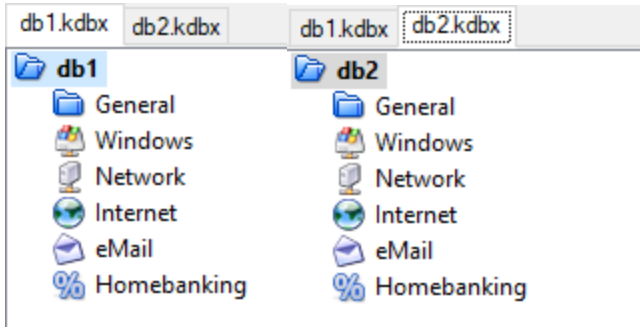 db1.kdbx db2.kdbx
db1
General
Windows
Network
Internet
eMail
Homebanking
db1.kdbx db2.kdbx
db2
General
Windows
Network
Internet
eMail
Homebanking